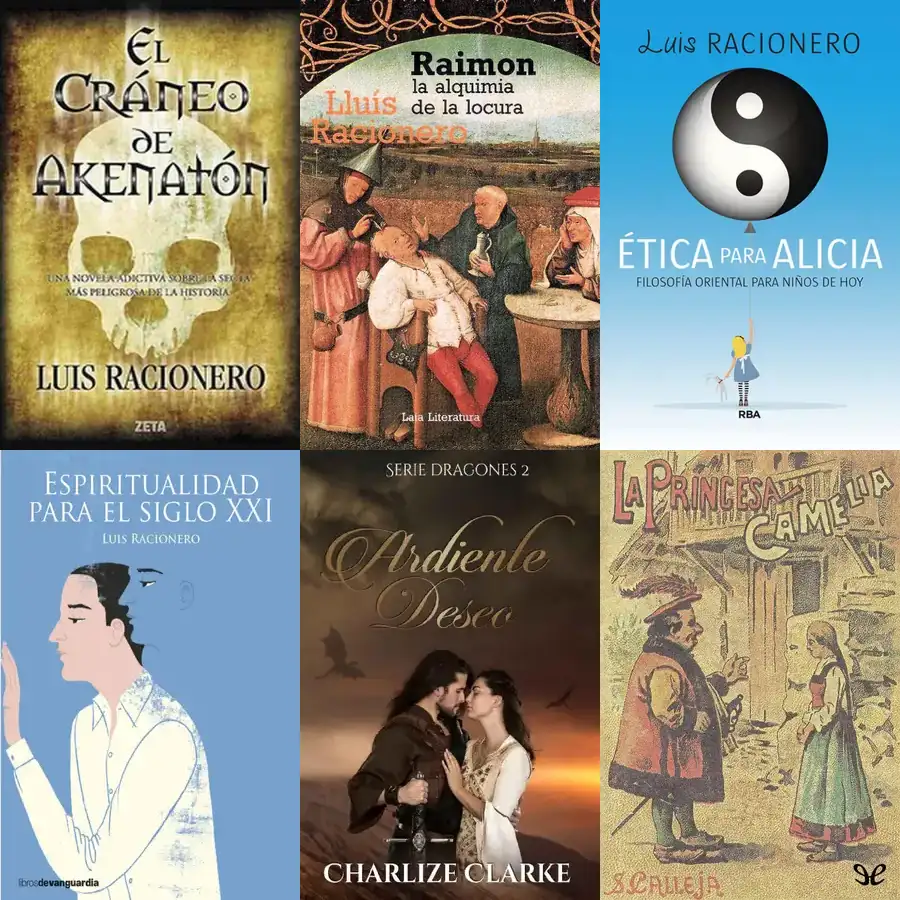 EL
CRÁNEO
DE
AKENATÓN
UNA NOVELA ADICTIVA SOBRE LA SECTA
MÁS PELIGROSA DE LA HISTORIA
LUIS RACIONERO
ZETA
Raimon
la alquimia
de la locura
Lluís
Racionero
Laia Literatura
Luis RACIONERO
ÉTICA PARA ALICIA
FILOSOFÍA ORIENTAL PARA NIÑOS DE HOY
RBA
ESPIRITUALIDAD
PARA EL SIGLO XXI
LUIS RACIONERO
librosdevanguardia
SERIE DRAGONES 2
Ardiente
Deseo
CHARLIZE CLARKE
LA PRINCESA
CAMELIA
S. CALLEJA